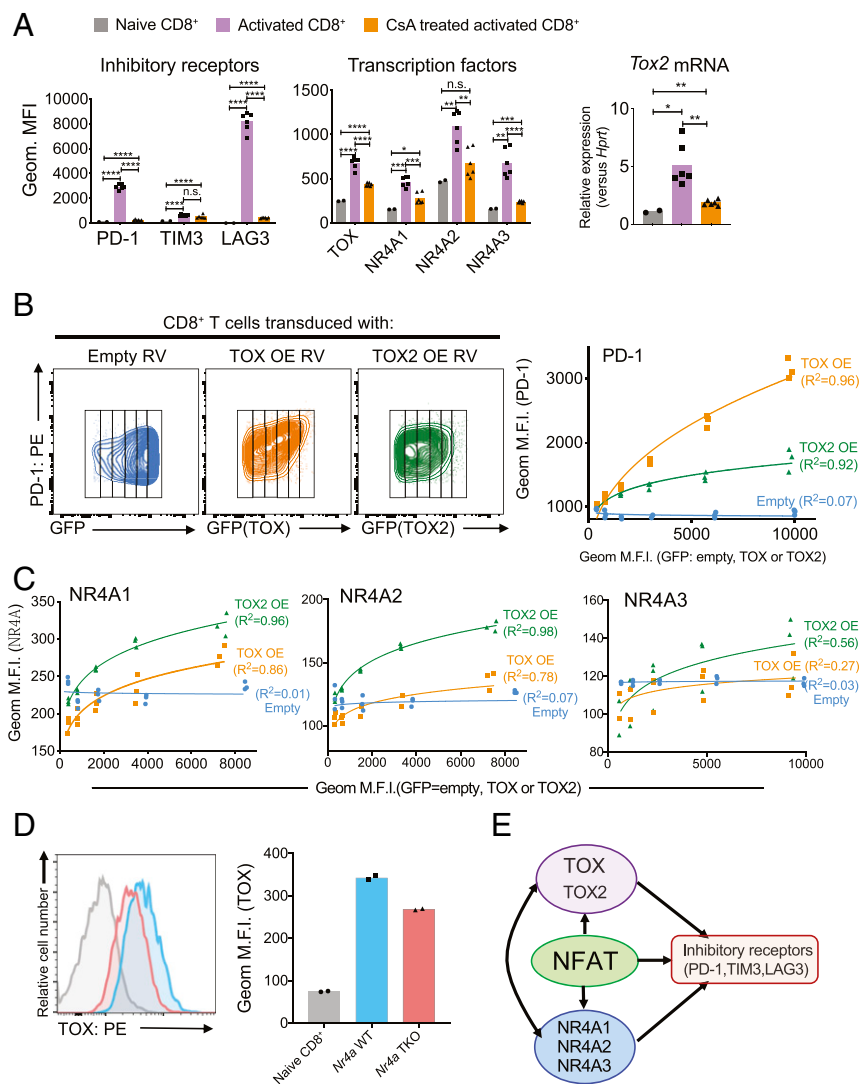 A
Naive CD8⁺ Activated CD8⁺ CsA treated activated CD8⁺
Inhibitory receptors
Geom. MFI
10000
8000
6000
4000
2000
0
****
****
****
****
****
n.s.
****
****
****
PD-1 TIM3 LAG3
Transcription factors
1500
1000
500
0
****
****
****
*
***
***
n.s.
**
**
***
**
****
TOX NR4A1 NR4A2 NR4A3
Tox2 mRNA
Relative expression
(versus Hprt)
10
5
0
**
*
**
B
CD8⁺ T cells transduced with:
Empty RV TOX OE RV TOX2 OE RV
PD-1: PE
GFP GFP(TOX) GFP(TOX2)
PD-1
Geom M.F.I. (PD-1)
3000
2000
1000
TOX OE
(R²=0.96)
TOX2 OE
(R²=0.92)
Empty (R²=0.07)
0 5000 10000
Geom M.F.I. (GFP: empty, TOX or TOX2)
C
NR4A1
Geom M.F.I. (NR4A)
350
300
250
200
150
TOX2 OE
(R²=0.96)
TOX OE
(R²=0.86)
(R²=0.01)
Empty
0 2000 4000 6000 8000
NR4A2
200
150
100
TOX2 OE
(R²=0.98)
TOX OE
(R²=0.78)
(R²=0.07)
Empty
0 2000 4000 6000 8000
NR4A3
160
140
120
100
80
TOX2 OE
(R²=0.56)
TOX OE (R²=0.27)
(R²=0.03)
Empty
0 5000 10000
Geom M.F.I.(GFP=empty, TOX or TOX2)
D
Relative cell number
TOX: PE
Geom M.F.I. (TOX)
400
300
200
100
0
Naive CD8⁺ Nr4a WT Nr4a TKO
E
TOX
TOX2
NFAT
Inhibitory receptors
(PD-1,TIM3,LAG3)
NR4A1
NR4A2
NR4A3